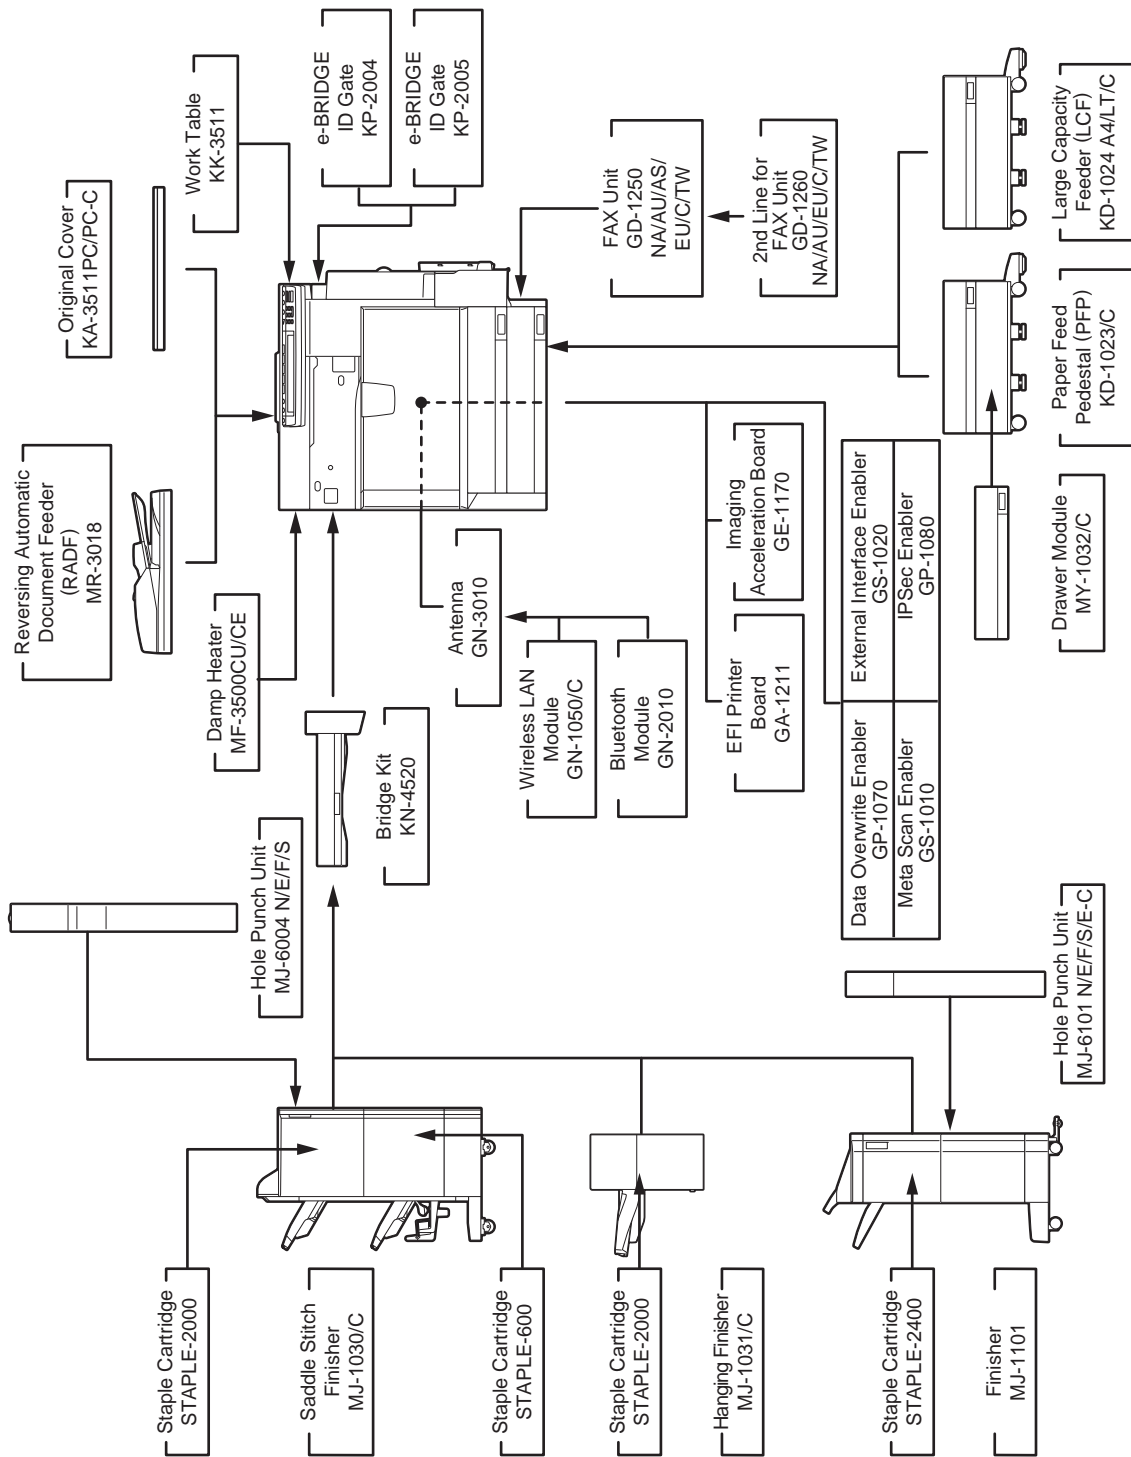 Reversing Automatic
Document Feeder
(RADF)
MR-3018
Original Cover
KA-3511PC/PC-C
Work Table
KK-3511
e-BRIDGE
ID Gate
KP-2004
e-BRIDGE
ID Gate
KP-2005
Damp Heater
MF-3500CU/CE
Hole Punch Unit
MJ-6004 N/E/F/S
Bridge Kit
KN-4520
Antenna
GN-3010
Wireless LAN
Module
GN-1050/C
Bluetooth
Module
GN-2010
FAX Unit
GD-1250
NA/AU/AS/
EU/C/TW
2nd Line for
FAX Unit
GD-1260
NA/AU/EU/C/TW
EFI Printer
Board
GA-1211
Imaging
Acceleration Board
GE-1170
Data Overwrite Enabler
GP-1070
External Interface Enabler
GS-1020
Meta Scan Enabler
GS-1010
IPSec Enabler
GP-1080
Staple Cartridge
STAPLE-2000
Saddle Stitch
Finisher
MJ-1030/C
Staple Cartridge
STAPLE-600
Staple Cartridge
STAPLE-2000
Hanging Finisher
MJ-1031/C
Staple Cartridge
STAPLE-2400
Finisher
MJ-1101
Hole Punch Unit
MJ-6101 N/E/F/S/E-C
Drawer Module
MY-1032/C
Paper Feed
Pedestal (PFP)
KD-1023/C
Large Capacity
Feeder (LCF)
KD-1024 A4/LT/C